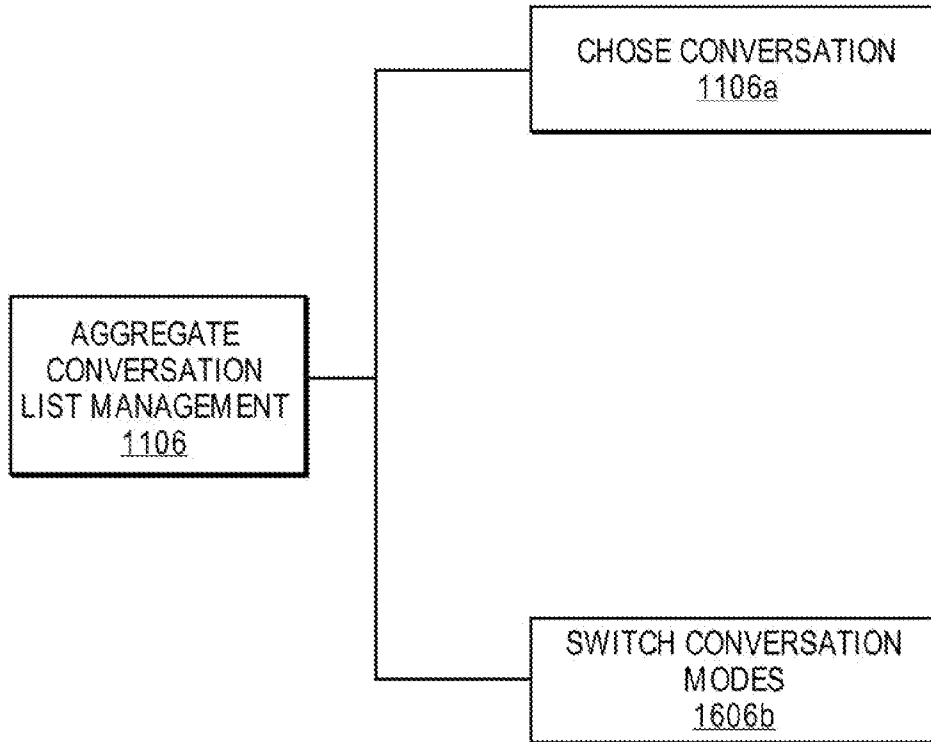 CHOSE CONVERSATION
1106a
AGGREGATE
CONVERSATION
LIST MANAGEMENT
1106
SWITCH CONVERSATION
MODES
1606b